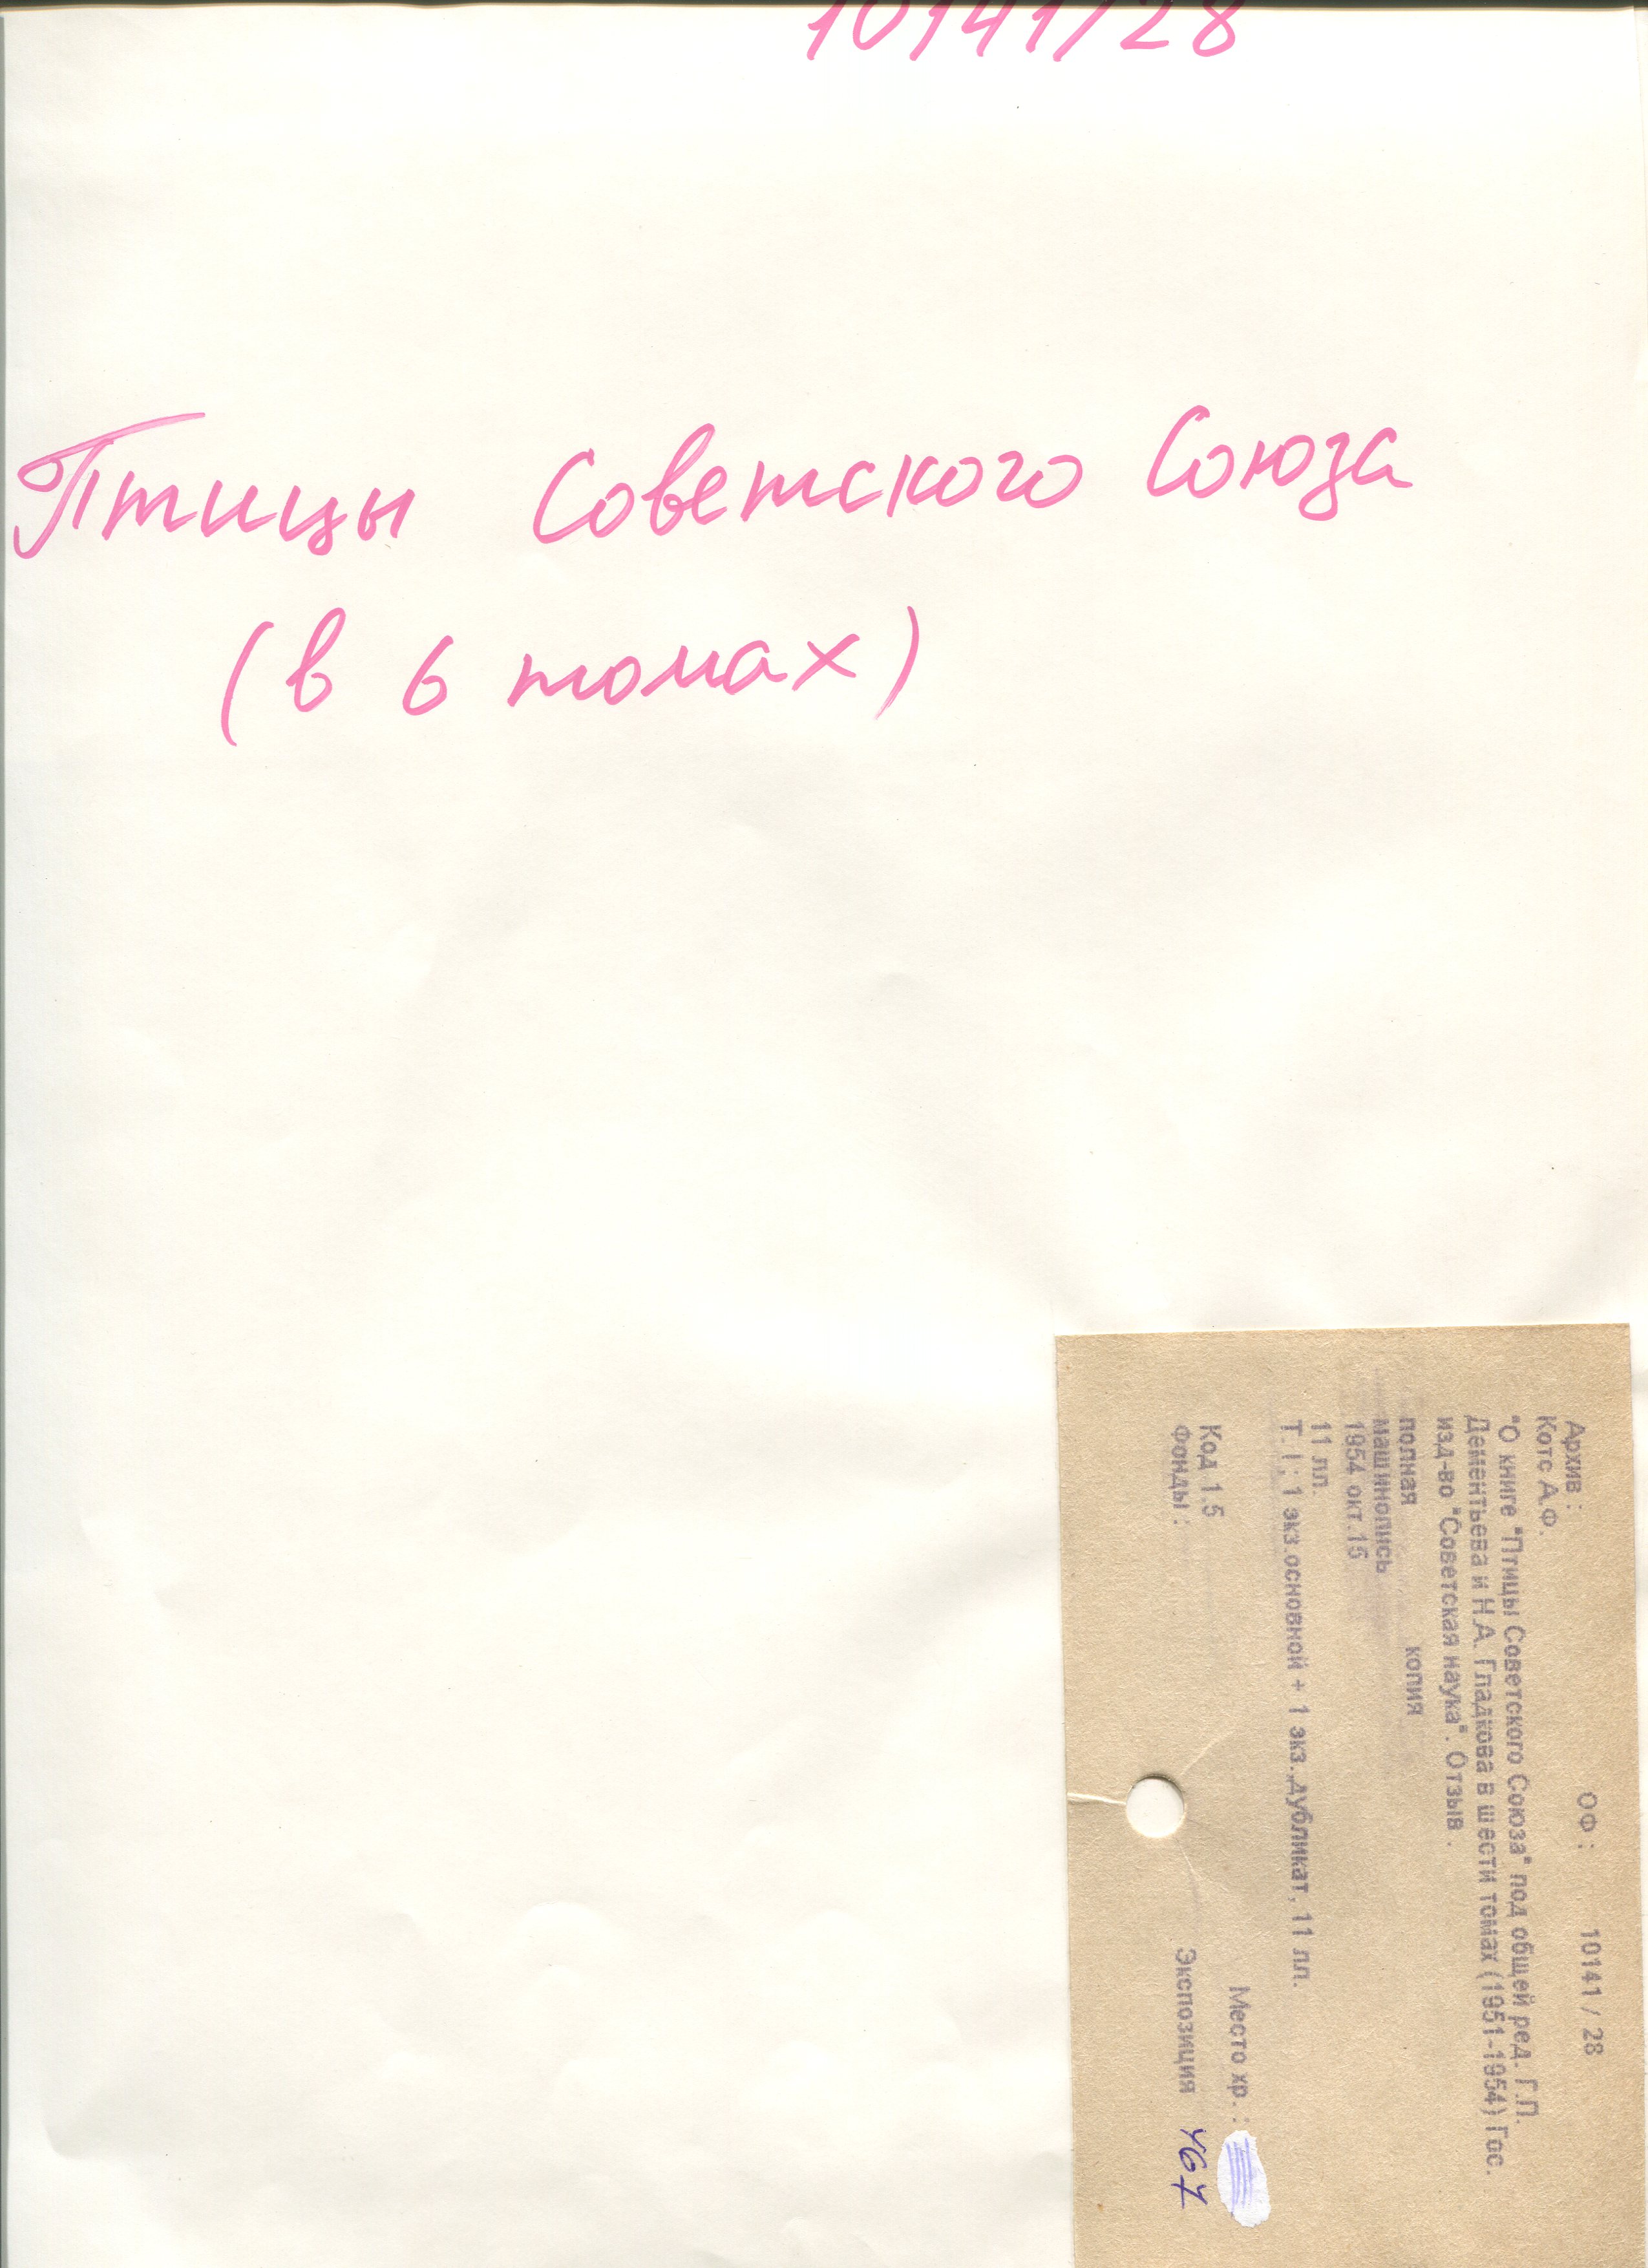 10141/28
Птицы Советского Союза
(в 6 томах)
ОФ : 10141 / 28
Архив :
Котс А.Ф.
"О книге "Птицы Советского Союза" под общей ред. Г.П.
Дементьева и Н.А. Гладкова в шести томах (1951-1954) Гос.
изд-во "Советская наука". Отзыв .
полная копия
машинопись
1954 окт.15
11 лл.
Т. I ; 1 экз.основной + 1 экз.,дубликат, 11 лл.
Место хр. :
Код 1.5
Фонды : Экспозиция